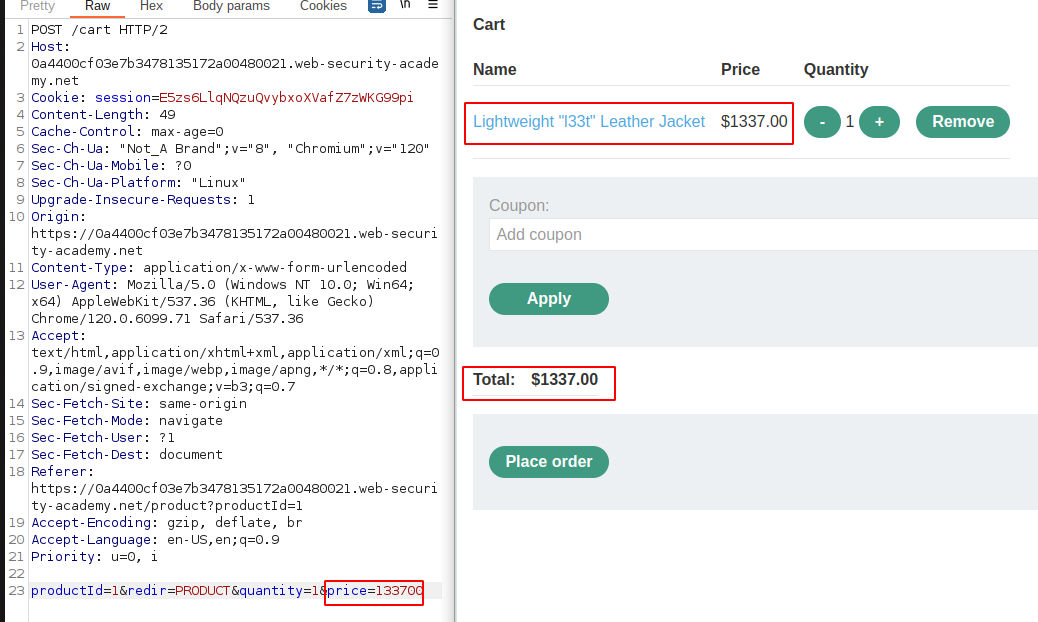 Pretty Raw Hex Body params Cookies \n ≡
1 POST /cart HTTP/2
2 Host:
0a4400cf03e7b3478135172a00480021.web-security-acade
my.net
3 Cookie: session=E5zs6LlqNQzuQvybxoXVafZ7zWKG99pi
4 Content-Length: 49
5 Cache-Control: max-age=0
6 Sec-Ch-Ua: "Not_A Brand";v="8", "Chromium";v="120"
7 Sec-Ch-Ua-Mobile: ?0
8 Sec-Ch-Ua-Platform: "Linux"
9 Upgrade-Insecure-Requests: 1
10 Origin:
https://0a4400cf03e7b3478135172a00480021.web-securi
ty-academy.net
11 Content-Type: application/x-www-form-urlencoded
12 User-Agent: Mozilla/5.0 (Windows NT 10.0; Win64;
x64) AppleWebKit/537.36 (KHTML, like Gecko)
Chrome/120.0.6099.71 Safari/537.36
13 Accept:
text/html,application/xhtml+xml,application/xml;q=0
.9,image/avif,image/webp,image/apng,*/*;q=0.8,appli
cation/signed-exchange;v=b3;q=0.7
14 Sec-Fetch-Site: same-origin
15 Sec-Fetch-Mode: navigate
16 Sec-Fetch-User: ?1
17 Sec-Fetch-Dest: document
18 Referer:
https://0a4400cf03e7b3478135172a00480021.web-securi
ty-academy.net/product?productId=1
19 Accept-Encoding: gzip, deflate, br
20 Accept-Language: en-US,en;q=0.9
21 Priority: u=0, i
22
23 productId=1&redir=PRODUCT&quantity=1&price=133700
Cart
Name Price Quantity
Lightweight "l33t" Leather Jacket $1337.00 - 1 + Remove
Coupon:
Add coupon
Apply
Total: $1337.00
Place order